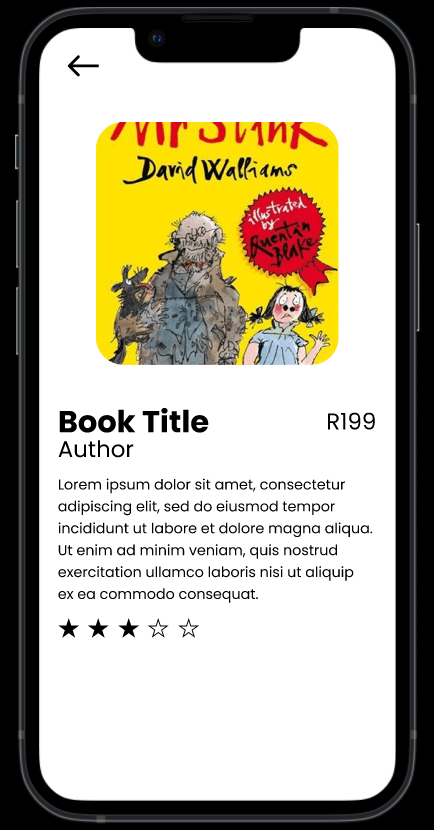 Mr Stink
David Walliams
illustrated
by
Quentin
Blake
Book Title
R199
Author
Lorem ipsum dolor sit amet, consectetur
adipiscing elit, sed do eiusmod tempor
incididunt ut labore et dolore magna aliqua.
Ut enim ad minim veniam, quis nostrud
exercitation ullamco laboris nisi ut aliquip
ex ea commodo consequat.